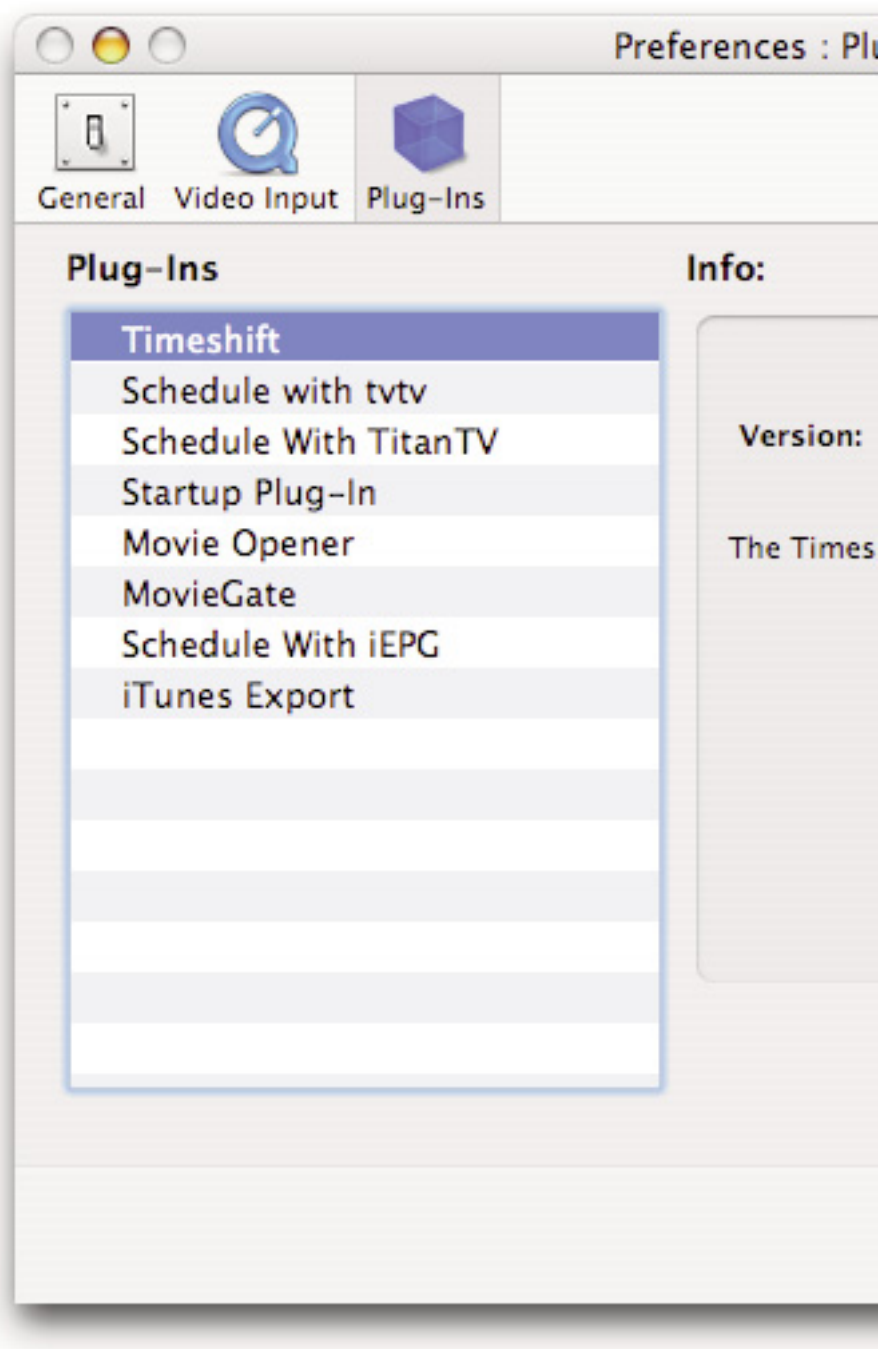 Preferences : Plu
General Video Input Plug-Ins
Plug-Ins
Timeshift
Schedule with tvtv
Schedule With TitanTV
Startup Plug-In
Movie Opener
MovieGate
Schedule With iEPG
iTunes Export
Info:
Version:
The Times